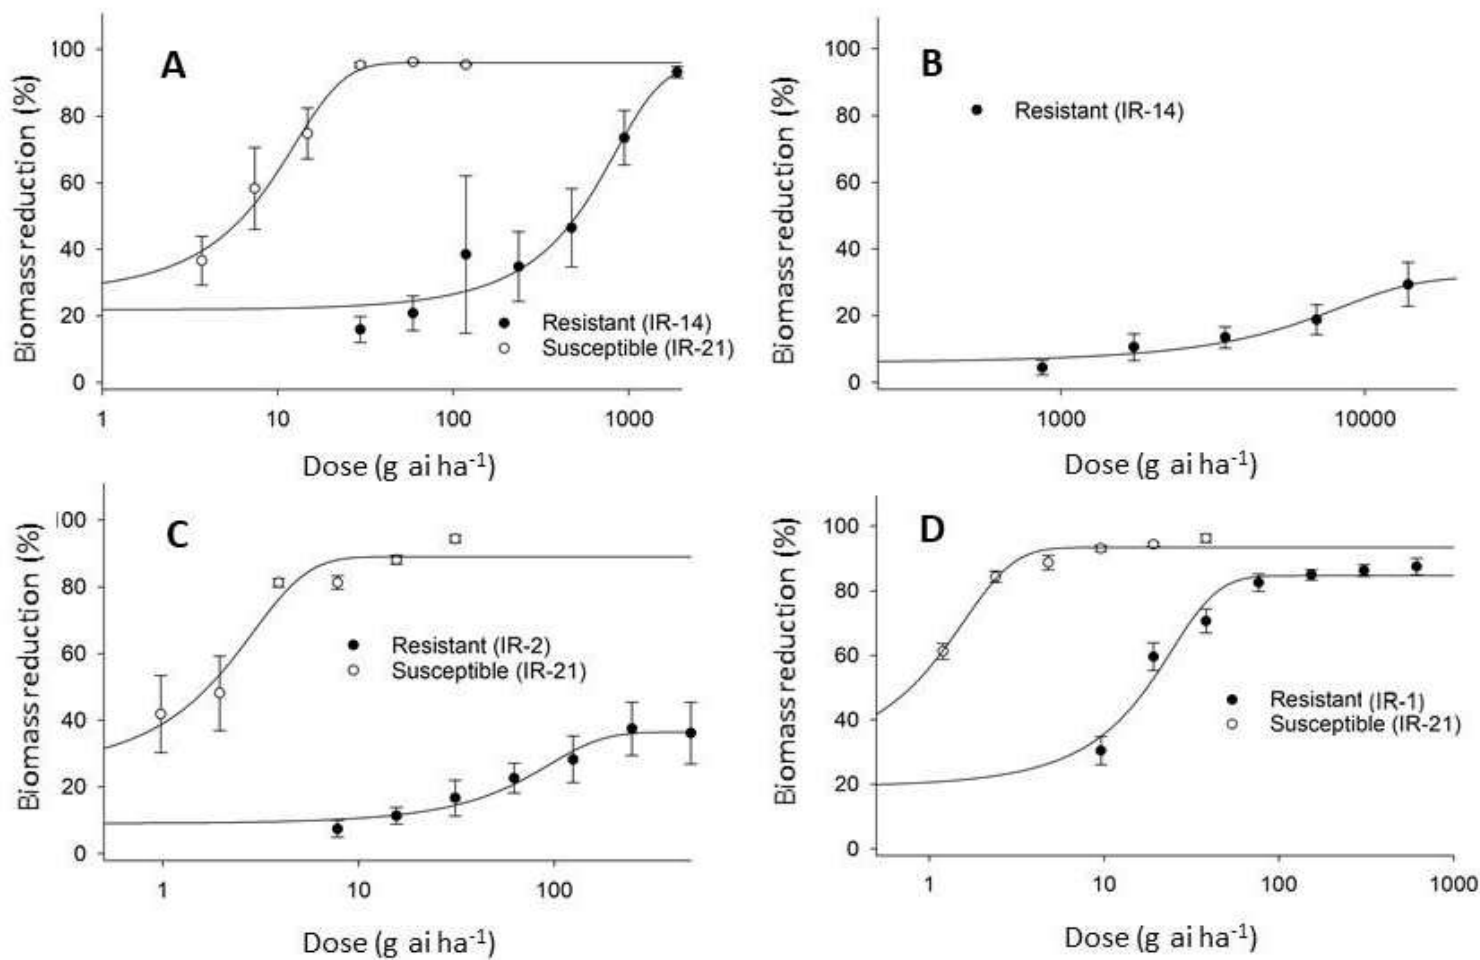 A
Biomass reduction (%)
100
80
60
40
20
0
Resistant (IR-14)
Susceptible (IR-21)
1
10
100
1000
Dose (g ai ha-1)
B
Biomass reduction (%)
100
80
60
40
20
0
Resistant (IR-14)
1000
10000
Dose (g ai ha-1)
C
Biomass reduction (%)
100
80
60
40
20
0
Resistant (IR-2)
Susceptible (IR-21)
1
10
100
Dose (g ai ha-1)
D
Biomass reduction (%)
100
80
60
40
20
0
Resistant (IR-1)
Susceptible (IR-21)
1
10
100
1000
Dose (g ai ha-1)